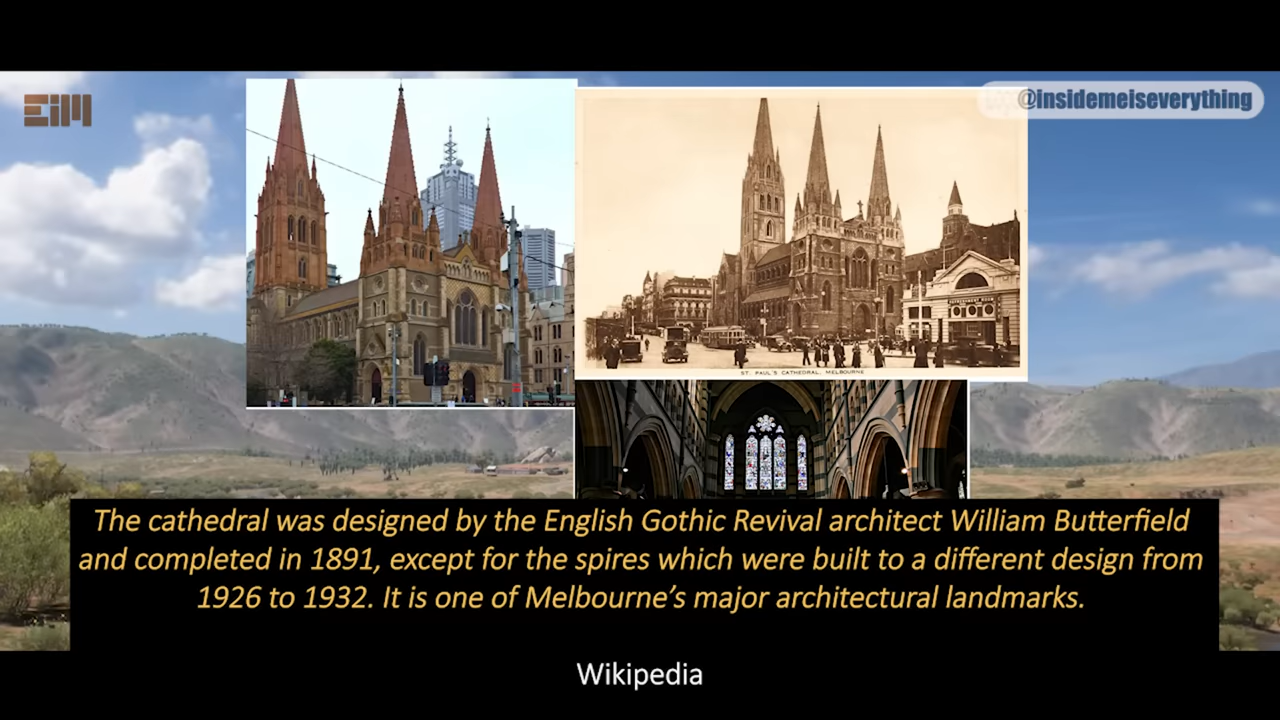 EIM
@insidemeiseverything
ST. PAUL'S CATHEDRAL, MELBOURNE
The cathedral was designed by the English Gothic Revival architect William Butterfield
and completed in 1891, except for the spires which were built to a different design from
1926 to 1932. It is one of Melbourne's major architectural landmarks.
Wikipedia